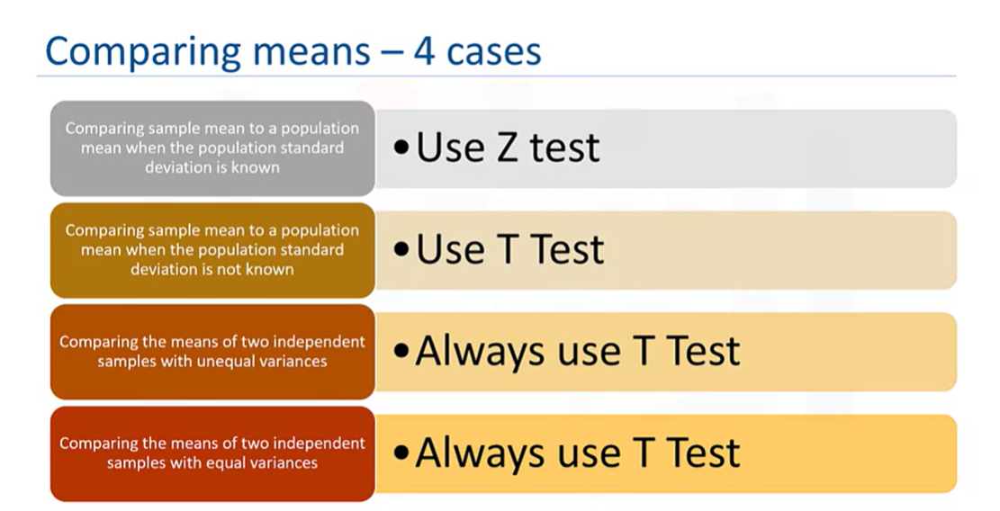 Comparing means – 4 cases
Comparing sample mean to a population
mean when the population standard
deviation is known
•Use Z test
Comparing sample mean to a population
mean when the population standard
deviation is not known
•Use T Test
Comparing the means of two independent
samples with unequal variances
•Always use T Test
Comparing the means of two independent
samples with equal variances
•Always use T Test